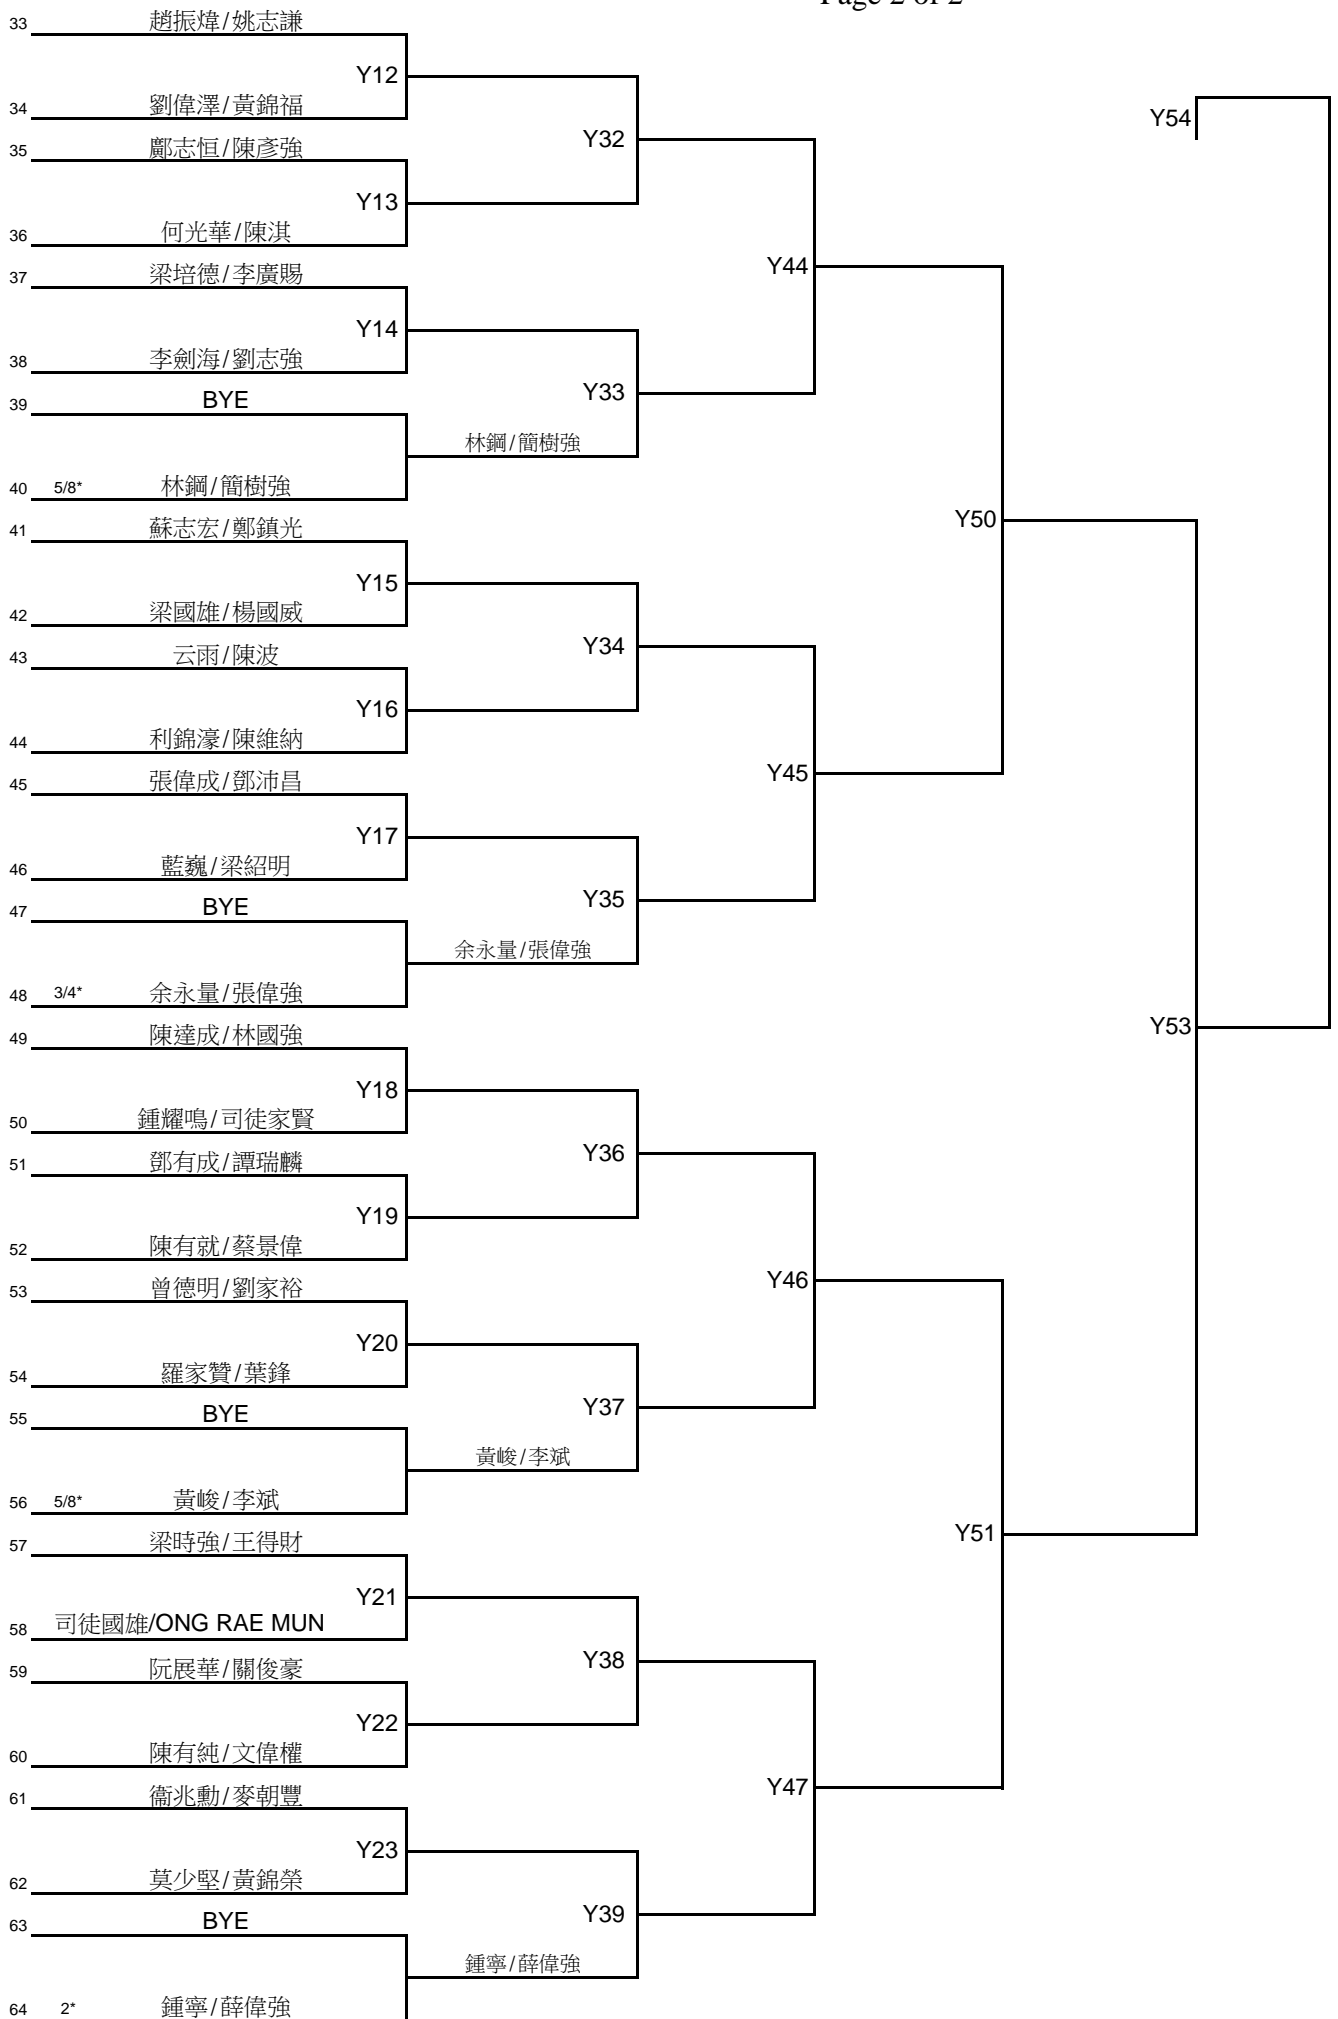 Page 2 of 2
33 趙振煒/姚志謙
Y12
34 劉偉澤/黃錦福
Y54
Y32
35 鄺志恒/陳彥強
Y13
36 何光華/陳淇
Y44
37 梁培德/李廣賜
Y14
38 李劍海/劉志強
Y33
39 BYE
林鋼/簡樹強
40 5/8* 林鋼/簡樹強
Y50
41 蘇志宏/鄭鎮光
Y15
42 梁國雄/楊國威
Y34
43 云雨/陳波
Y16
44 利錦濠/陳維納
Y45
45 張偉成/鄧沛昌
Y17
46 藍巍/梁紹明
Y35
47 BYE
余永量/張偉強
48 3/4* 余永量/張偉強
Y53
49 陳達成/林國強
Y18
50 鍾耀鳴/司徒家賢
Y36
51 鄧有成/譚瑞麟
Y19
52 陳有就/蔡景偉
Y46
53 曾德明/劉家裕
Y20
54 羅家贊/葉鋒
Y37
55 BYE
黃峻/李斌
56 5/8* 黃峻/李斌
Y51
57 梁時強/王得財
Y21
58 司徒國雄/ONG RAE MUN
Y38
59 阮展華/關俊豪
Y22
60 陳有純/文偉權
Y47
61 衞兆勳/麥朝豐
Y23
62 莫少堅/黃錦榮
Y39
63 BYE
鍾寧/薛偉強
64 2* 鍾寧/薛偉強